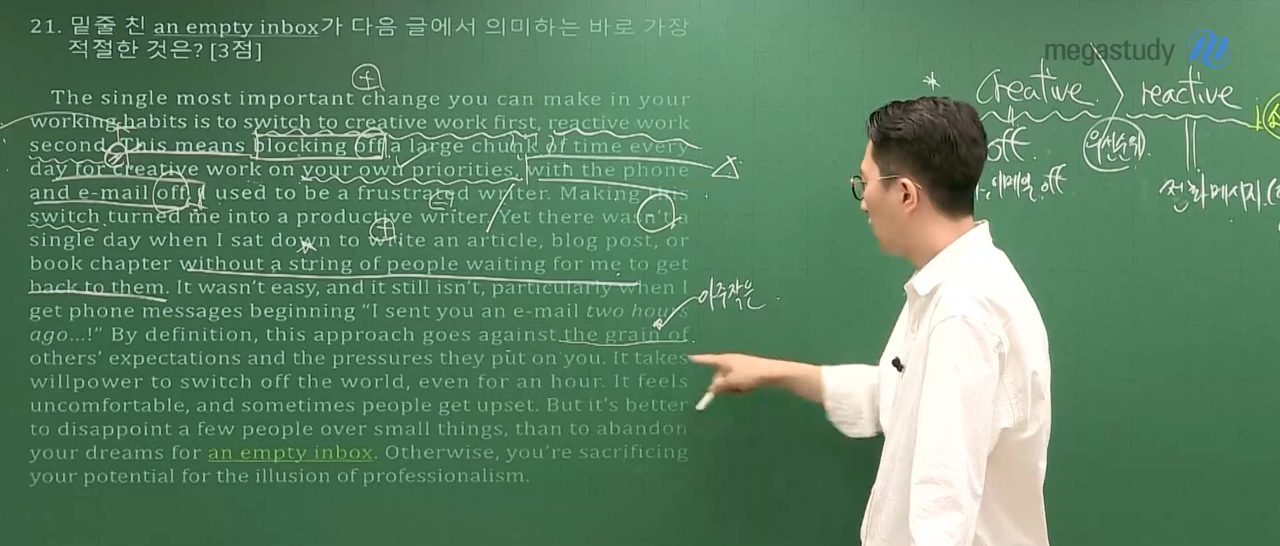 21. 밑줄 친 an empty inbox가 다음 글에서 의미하는 바로 가장
적절한 것은? [3점]
The single most important change you can make in your
working habits is to switch to creative work first, reactive work
second. This means blocking off a large chunk of time every
day for creative work on your own priorities, with the phone
and e-mail off. I used to be a frustrated writer. Making this
switch turned me into a productive writer. Yet there wasn't a
single day when I sat down to write an article, blog post, or
book chapter without a string of people waiting for me to get
back to them. It wasn't easy, and it still isn't, particularly when I
get phone messages beginning “I sent you an e-mail two hours
ago...!” By definition, this approach goes against the grain of
others' expectations and the pressures they put on you. It takes
willpower to switch off the world, even for an hour. It feels
uncomfortable, and sometimes people get upset. But it's better
to disappoint a few people over small things, than to abandon
your dreams for an empty inbox. Otherwise, you're sacrificing
your potential for the illusion of professionalism.
아주작은
megastudy
creative > reactive
off
우선순위
이메일 off
전화메시지